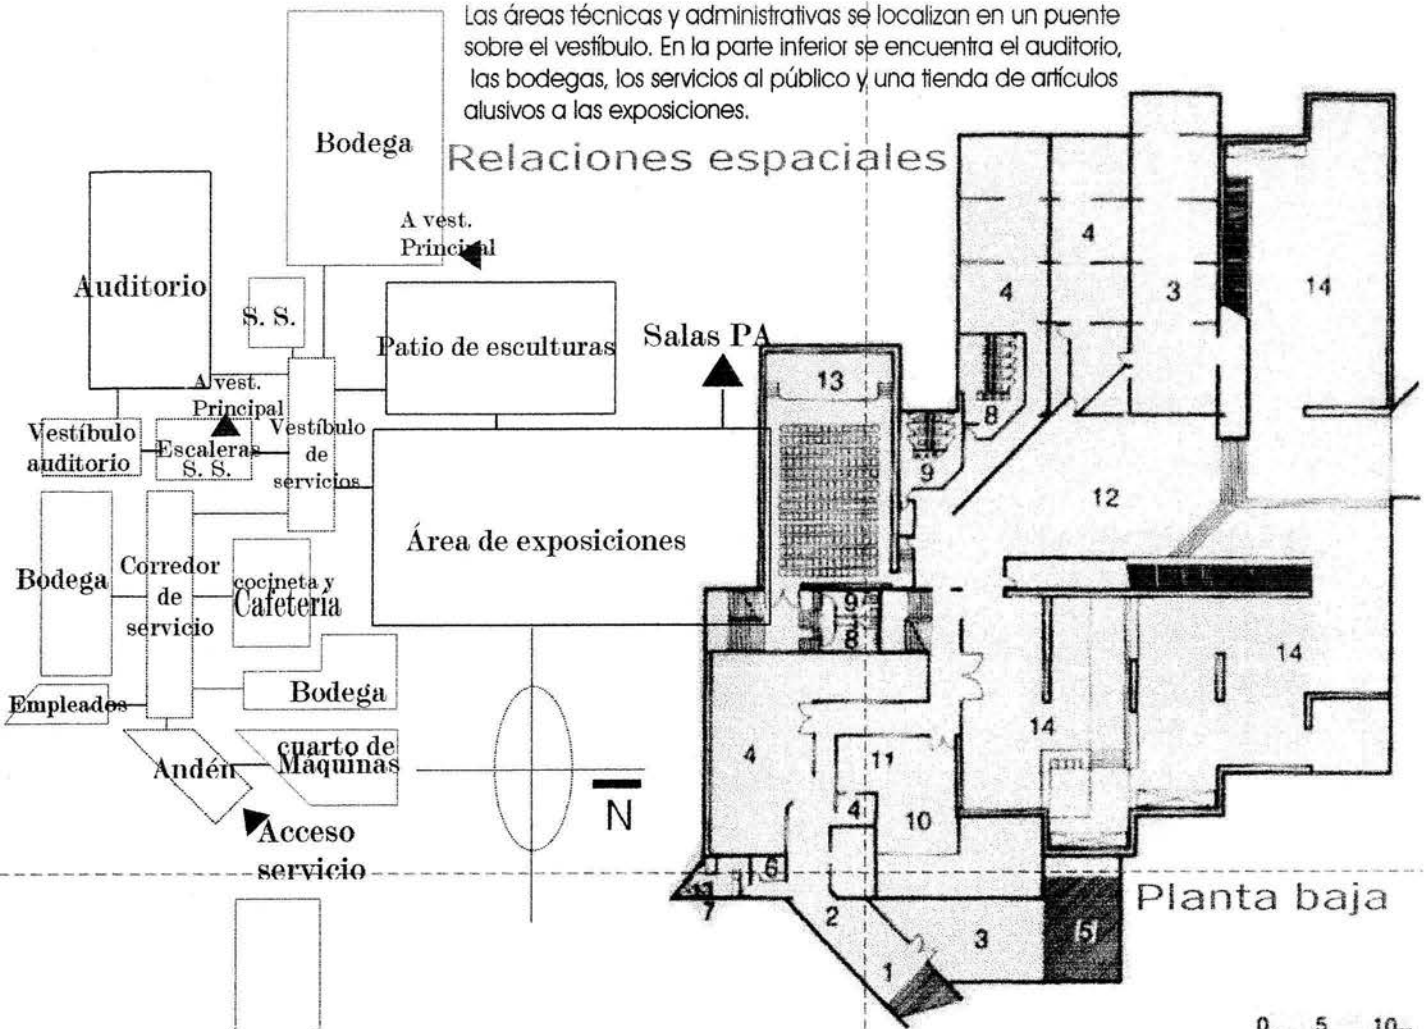 Las áreas técnicas y administrativas se localizan en un puente
sobre el vestíbulo. En la parte inferior se encuentra el auditorio,
las bodegas, los servicios al público y una tienda de artículos
alusivos a las exposiciones.
Relaciones espaciales
Bodega
A vest.
Principal
Auditorio
S. S.
Patio de esculturas
Salas PA
A vest.
Principal
Vestíbulo
auditorio
Escaleras
S. S.
Vestíbulo
de
servicios
Área de exposiciones
Bodega
Corredor
de
servicio
cocineta y
Cafetería
Empleados
Bodega
Andén
cuarto de
Máquinas
Acceso
servicio
N
4
3
14
4
13
8
9
12
9
8
14
14
4
11
4
10
6
13
7
2
3
5
1
Planta baja
0 5 10